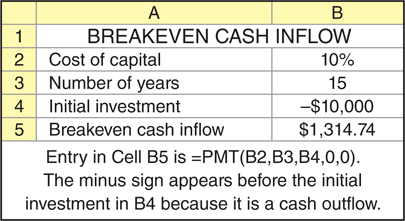 A B
1 BREAKEVEN CASH INFLOW
2 Cost of capital 10%
3 Number of years 15
4 Initial investment –$10,000
5 Breakeven cash inflow $1,314.74
Entry in Cell B5 is =PMT(B2,B3,B4,0,0).
The minus sign appears before the initial
investment in B4 because it is a cash outflow.